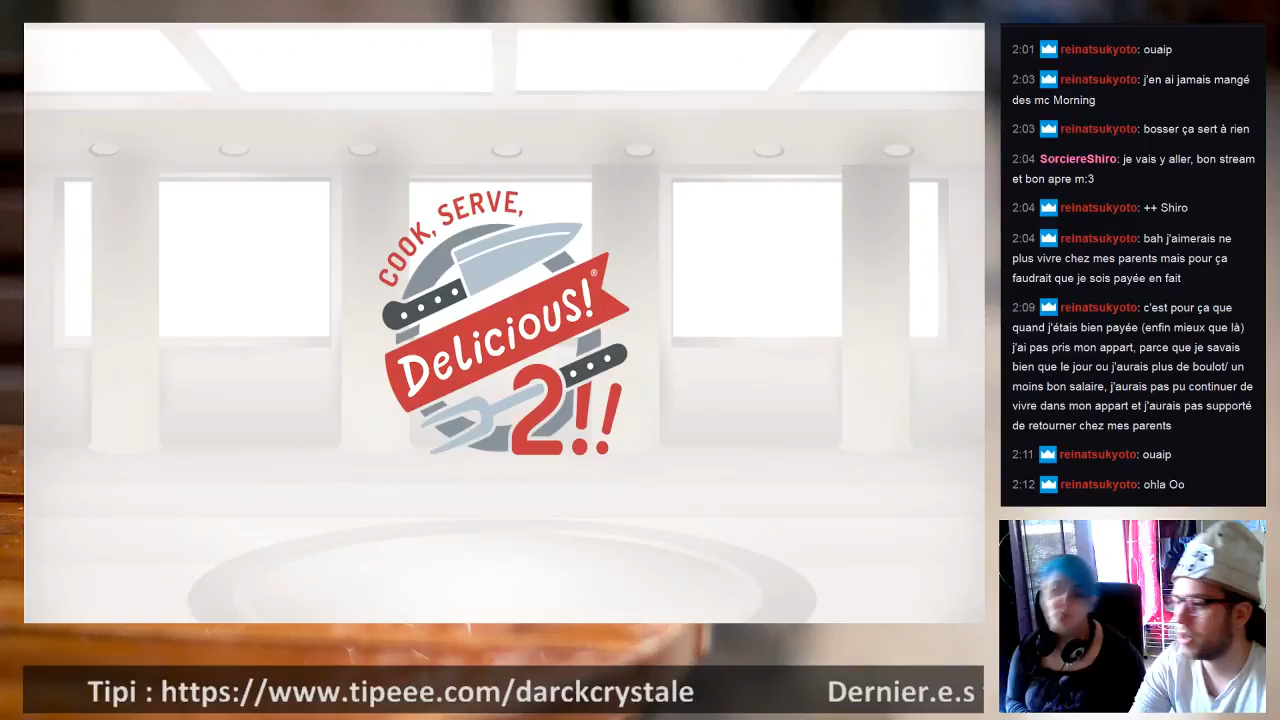 COOK, SERVE,
Delicious!®
2!!
2:01 reinatsukyoto: ouaip
2:03 reinatsukyoto: j'en ai jamais mangé
des mc Morning
2:03 reinatsukyoto: bosser ça sert à rien
2:04 SorciereShiro: je vais y aller, bon stream
et bon apre m:3
2:04 reinatsukyoto: ++ Shiro
2:04 reinatsukyoto: bah j'aimerais ne
plus vivre chez mes parents mais pour ça
faudrait que je sois payée en fait
2:09 reinatsukyoto: c'est pour ça que
quand j'étais bien payée (enfin mieux que là)
j'ai pas pris mon appart, parce que je savais
bien que le jour ou j'aurais plus de boulot/ un
moins bon salaire, j'aurais pas pu continuer de
vivre dans mon appart et j'aurais pas supporté
de retourner chez mes parents
2:11 reinatsukyoto: ouaip
2:12 reinatsukyoto: ohla Oo
Tipi : https://www.tipeee.com/darckcrystale Dernier.e.s